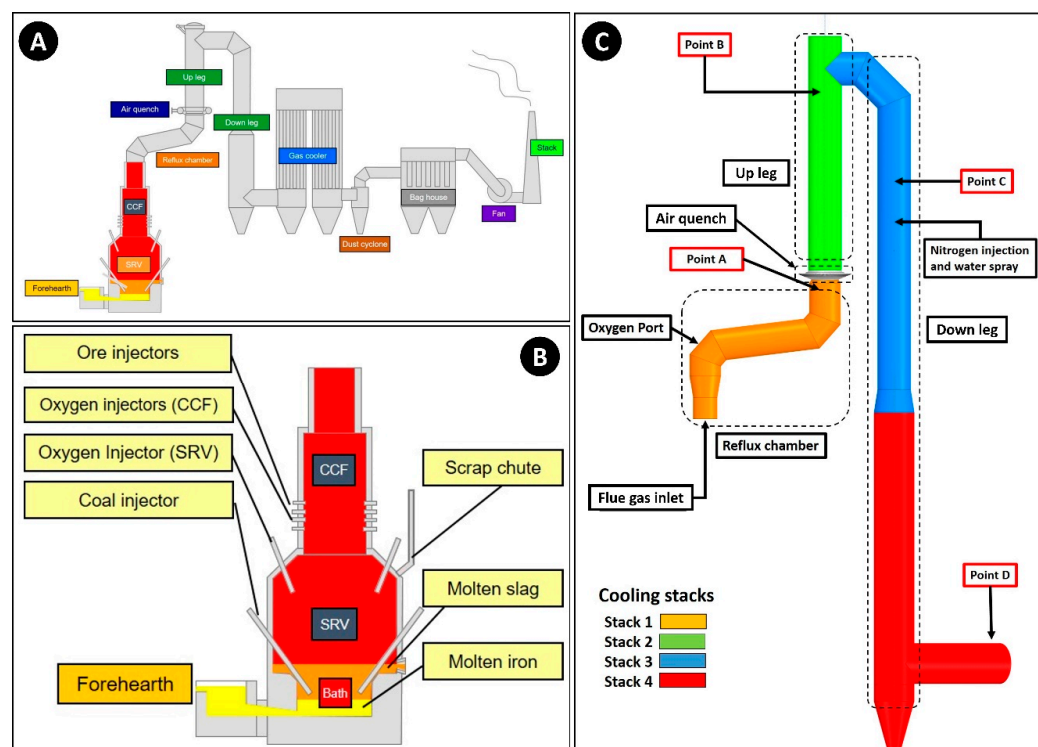 A
Up leg
Air quench
Down leg
Reflux chamber
Gas cooler
Stack
CCF
Bag house
Fan
SRV
Dust cyclone
Forehearth
B
Ore injectors
Oxygen injectors (CCF)
Oxygen Injector (SRV)
Coal injector
CCF
Scrap chute
Molten slag
SRV
Molten iron
Forehearth
Bath
C
Point B
Up leg
Point C
Air quench
Nitrogen injection
and water spray
Point A
Oxygen Port
Down leg
Reflux chamber
Flue gas inlet
Point D
Cooling stacks
Stack 1
Stack 2
Stack 3
Stack 4